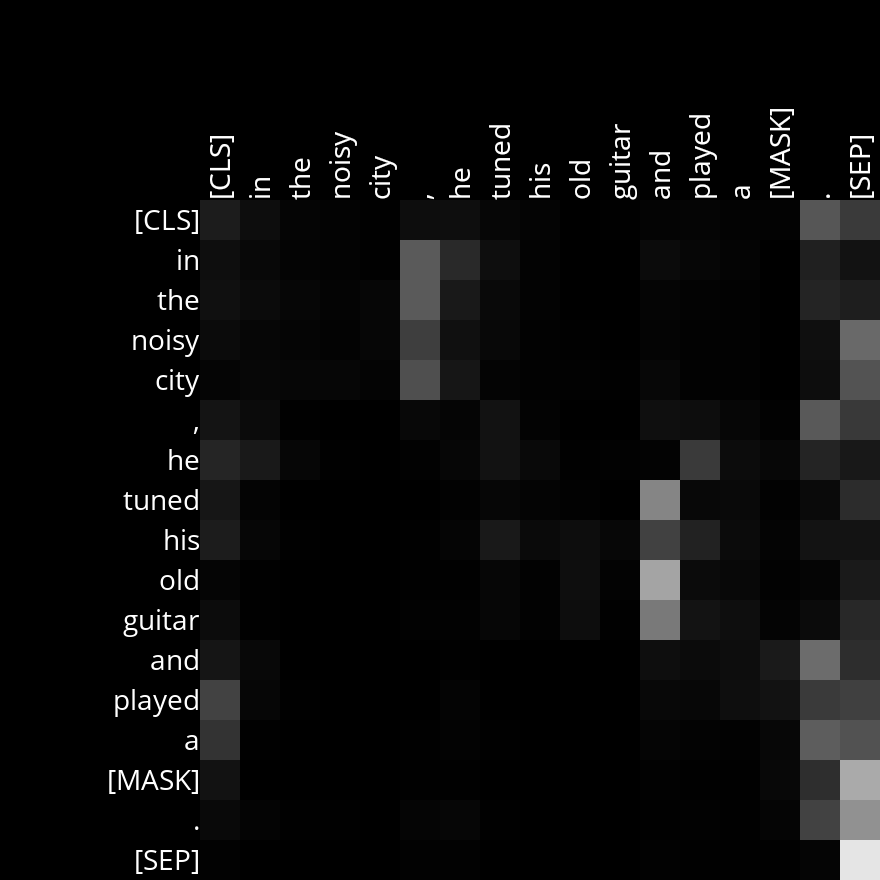 [CLS] in the noisy city , he tuned his old guitar and played a [MASK] . [SEP]
[CLS]
in
the
noisy
city
,
he
tuned
his
old
guitar
and
played
a
[MASK]
.
[SEP]